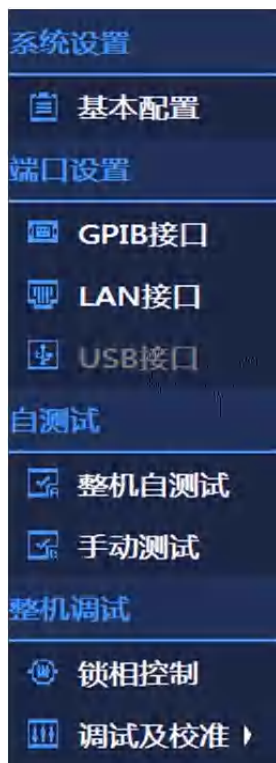 系统设置
基本配置
端口设置
GPIB接口
LAN接口
USB接口
自测试
整机自测试
手动测试
整机调试
锁相控制
调试及校准